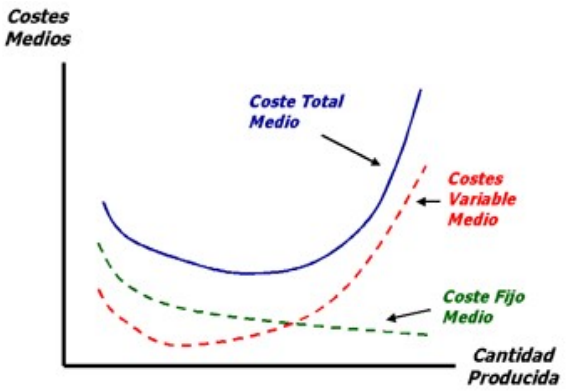 Costes
Medios
Coste Total
Medio
Costes
Variable
Medio
Coste Fijo
Medio
Cantidad
Producida